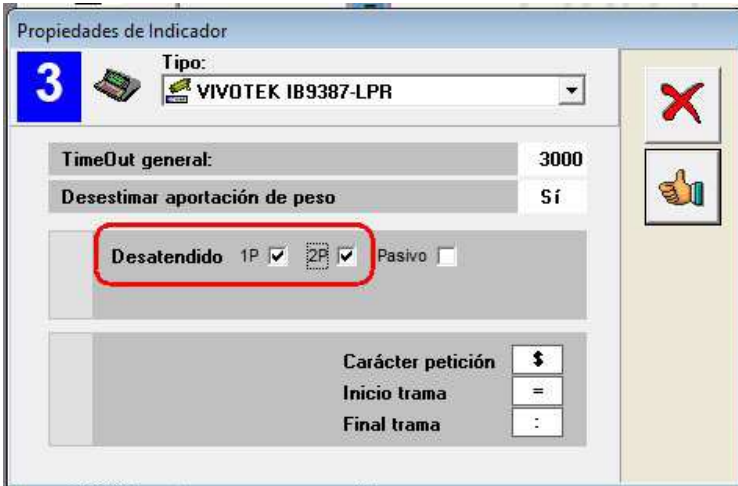 Propiedades de Indicador
3
Tipo:
VIVOTEK IB9387-LPR
TimeOut general: 3000
Desestimar aportación de peso Sí
Desatendido 1P 2P Pasivo
Carácter petición $
Inicio trama =
Final trama :